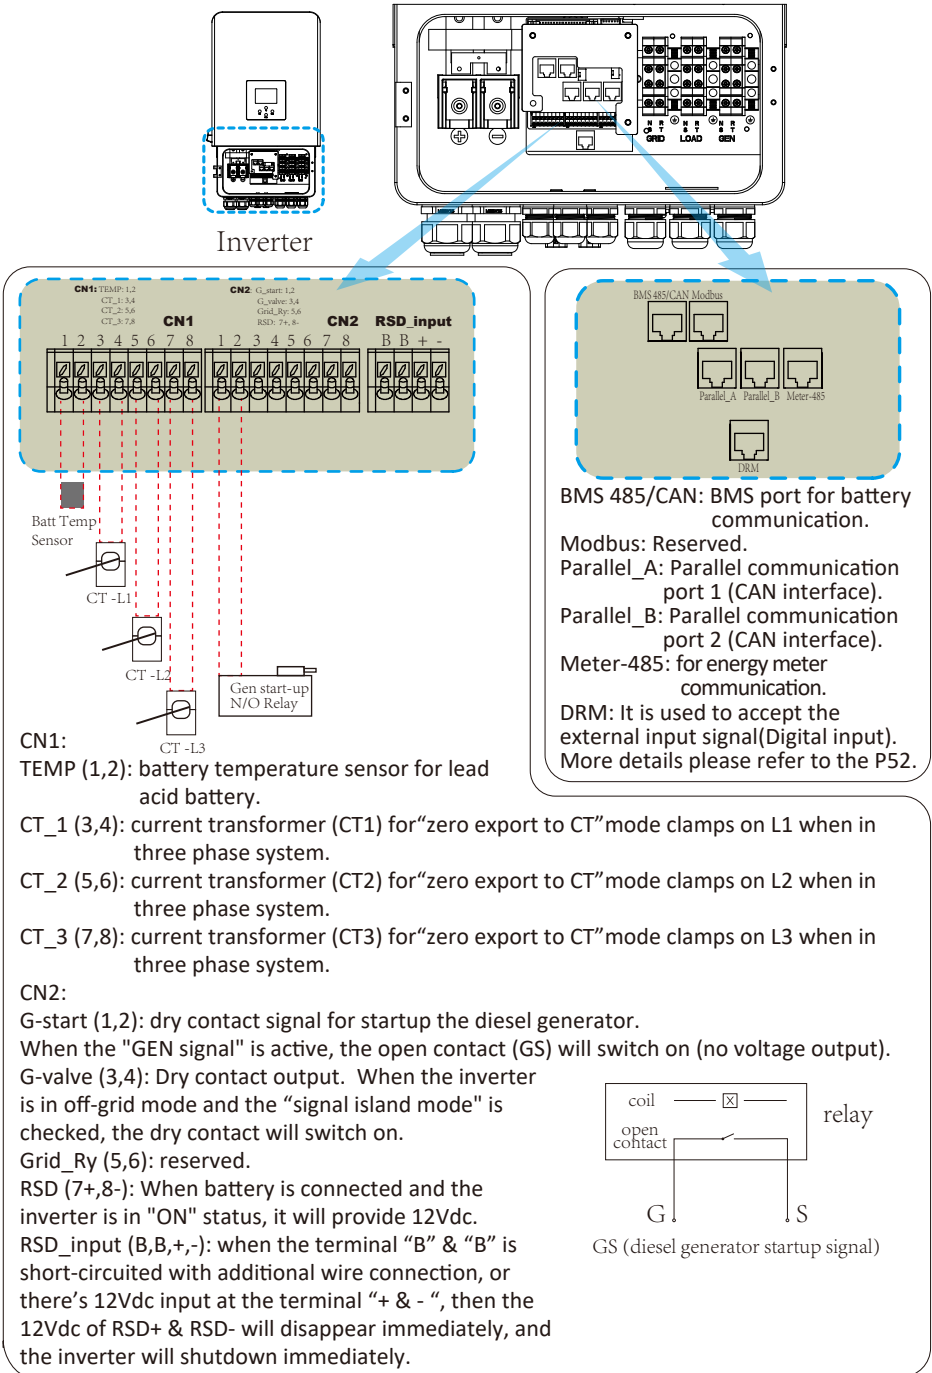 N R
S T
GRID
N R
S T
LOAD
N R
S T
GEN
Inverter
CN1: TEMP: 1,2
CT_1: 3,4
CT_2: 5,6
CT_3: 7,8
CN2 G_start: 1,2
G_valve: 3,4
Grid_Ry: 5,6
RSD: 7+, 8-
CN1
CN2
RSD_input
1 2 3 4 5 6 7 8
1 2 3 4 5 6 7 8
B B + -
Batt Temp
Sensor
CT -L1
CT -L2
CT -L3
Gen start-up
N/O Relay
BMS 485/CAN Modbus
Parallel_A Parallel_B Meter-485
DRM
BMS 485/CAN: BMS port for battery
communication.
Modbus: Reserved.
Parallel_A: Parallel communication
port 1 (CAN interface).
Parallel_B: Parallel communication
port 2 (CAN interface).
Meter-485: for energy meter
communication.
DRM: It is used to accept the
external input signal(Digital input).
More details please refer to the P52.
CN1:
TEMP (1,2): battery temperature sensor for lead
acid battery.
CT_1 (3,4): current transformer (CT1) for“zero export to CT”mode clamps on L1 when in
three phase system.
CT_2 (5,6): current transformer (CT2) for“zero export to CT”mode clamps on L2 when in
three phase system.
CT_3 (7,8): current transformer (CT3) for“zero export to CT”mode clamps on L3 when in
three phase system.
CN2:
G-start (1,2): dry contact signal for startup the diesel generator.
When the "GEN signal" is active, the open contact (GS) will switch on (no voltage output).
G-valve (3,4): Dry contact output. When the inverter
is in off-grid mode and the “signal island mode" is
checked, the dry contact will switch on.
Grid_Ry (5,6): reserved.
RSD (7+,8-): When battery is connected and the
inverter is in "ON" status, it will provide 12Vdc.
RSD_input (B,B,+,-): when the terminal “B” & “B” is
short-circuited with additional wire connection, or
there’s 12Vdc input at the terminal “+ & - “, then the
12Vdc of RSD+ & RSD- will disappear immediately, and
the inverter will shutdown immediately.
coil
open
contact
relay
G S
GS (diesel generator startup signal)